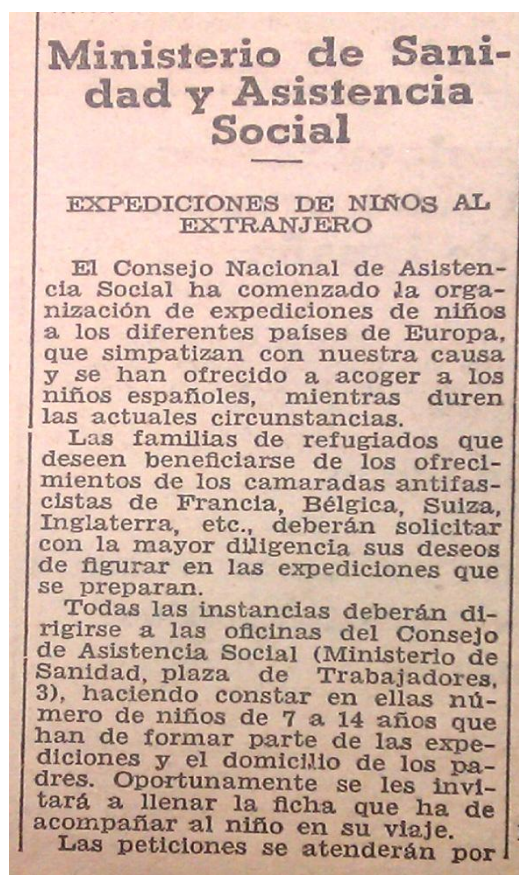 Ministerio de Sani-
dad y Asistencia
Social
EXPEDICIONES DE NIÑOS AL
EXTRANJERO
El Consejo Nacional de Asisten-
cia Social ha comenzado la orga-
nización de expediciones de niños
a los diferentes países de Europa,
que simpatizan con nuestra causa
y se han ofrecido a acoger a los
niños españoles, mientras duren
las actuales circunstancias.
Las familias de refugiados que
deseen beneficiarse de los ofreci-
mientos de los camaradas antifas-
cistas de Francia, Bélgica, Suiza,
Inglaterra, etc., deberán solicitar
con la mayor diligencia sus deseos
de figurar en las expediciones que
se preparan.
Todas las instancias deberán di-
rigirse a las oficinas del Consejo
de Asistencia Social (Ministerio de
Sanidad, plaza de Trabajadores,
3), haciendo constar en ellas nú-
mero de niños de 7 a 14 años que
han de formar parte de las expe-
diciones y el domicilio de los pa-
dres. Oportunamente se les invi-
tará a llenar la ficha que ha de
acompañar al niño en su viaje.
Las peticiones se atenderán por